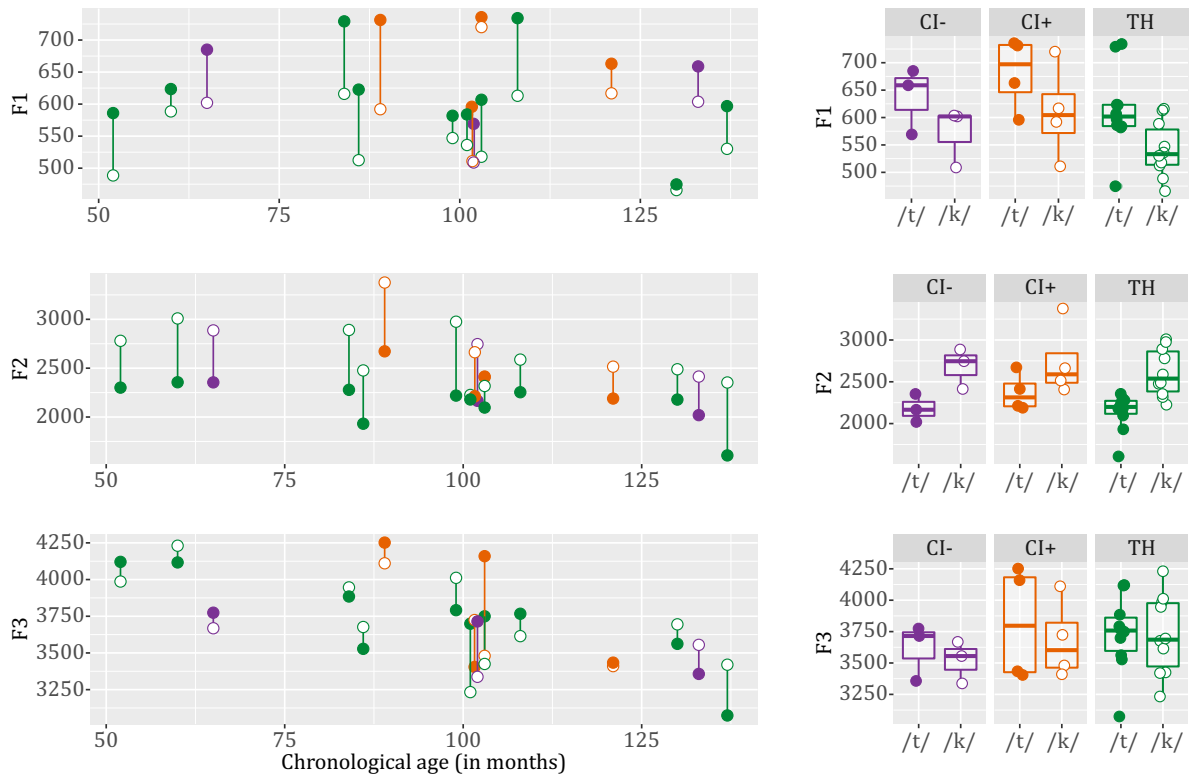 F1
700
650
600
550
500
50
75
100
125
CI-
CI+
TH
F1
700
650
600
550
500
/t/ /k/
/t/ /k/
/t/ /k/
F2
3000
2500
2000
50
75
100
125
CI-
CI+
TH
F2
3000
2500
2000
/t/ /k/
/t/ /k/
/t/ /k/
F3
4250
4000
3750
3500
3250
50
75
100
125
Chronological age (in months)
CI-
CI+
TH
F3
4250
4000
3750
3500
3250
/t/ /k/
/t/ /k/
/t/ /k/